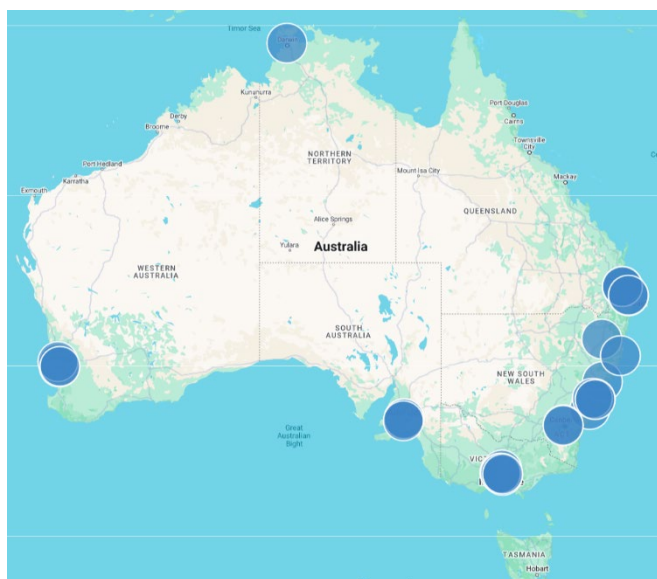 Timor Sea
Kununurra
Derby
Broome
Port Hedland
Karratha
Exmouth
NORTHERN
TERRITORY
Mount Isa City
Port Douglas
Cairns
Townsville
City
Mackay
QUEENSLAND
Alice Springs
Yulara
Australia
WESTERN
AUSTRALIA
SOUTH
AUSTRALIA
NEW SOUTH
WALES
Great
Australian
Bight
TASMANIA
Hobart